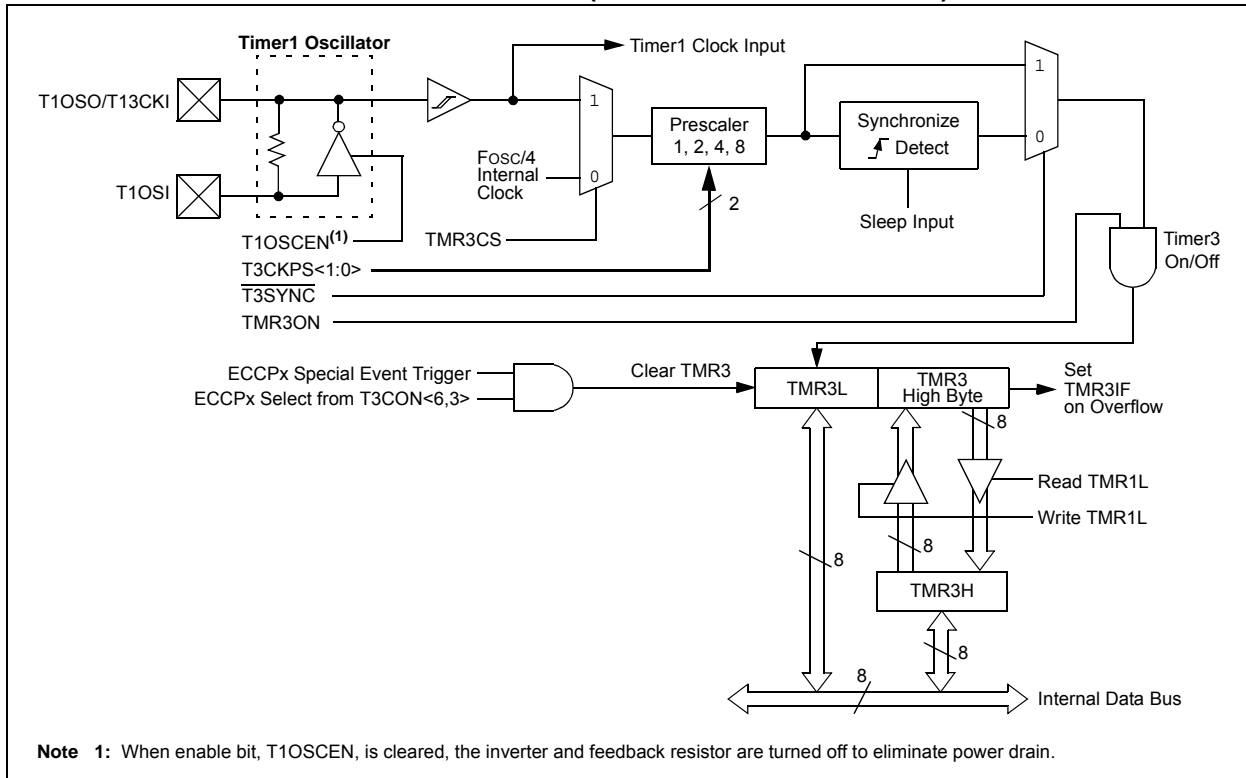 Timer1 Oscillator
Timer1 Clock Input
T1OSO/T13CKI
1
1
Prescaler
1, 2, 4, 8
Synchronize
Detect
0
FOSC/4
Internal
Clock
0
T1OSI
2
Sleep Input
T1OSCEN(1)
TMR3CS
Timer3
On/Off
T3CKPS<1:0>
T3SYNC
TMR3ON
ECCPx Special Event Trigger
ECCPx Select from T3CON<6,3>
Clear TMR3
TMR3L
TMR3
High Byte
Set
TMR3IF
on Overflow
8
Read TMR1L
Write TMR1L
8
8
TMR3H
8
8
Internal Data Bus
Note 1: When enable bit, T1OSCEN, is cleared, the inverter and feedback resistor are turned off to eliminate power drain.